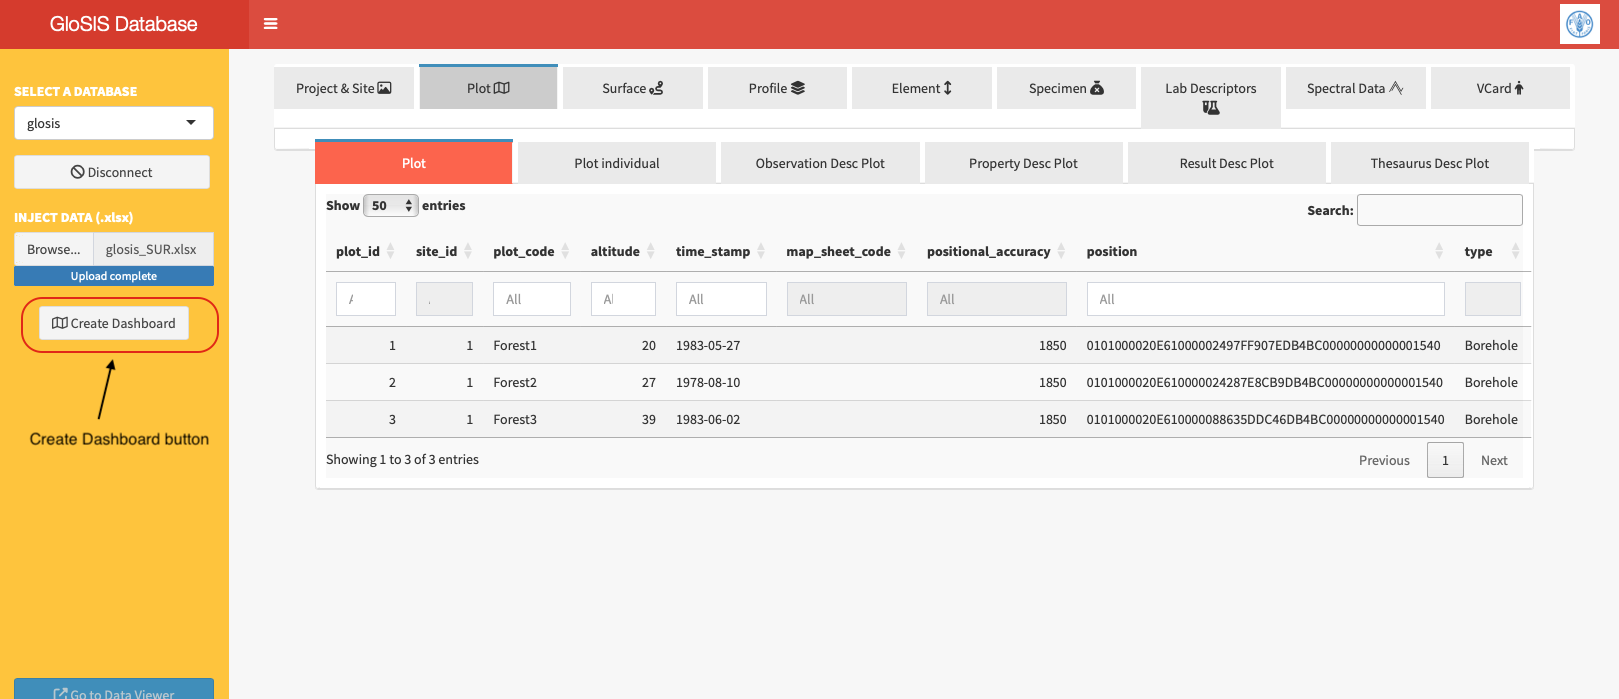 GloSIS Database
SELECT A DATABASE
glosis
Disconnect
INJECT DATA (.xlsx)
Browse... glosis_SUR.xlsx
Upload complete
Create Dashboard
Create Dashboard button
Go to Data Viewer
FAO
Project & Site Plot Surface Profile Element Specimen Lab Descriptors Spectral Data VCard
Plot Plot individual Observation Desc Plot Property Desc Plot Result Desc Plot Thesaurus Desc Plot
Show 50 entries Search:
plot_id site_id plot_code altitude time_stamp map_sheet_code positional_accuracy position type
All All All All All All
1 1 Forest1 20 1983-05-27 1850 0101000020E61000002497FF907EDB4BC00000000000001540 Borehole
2 1 Forest2 27 1978-08-10 1850 0101000020E610000024287E8CB9DB4BC00000000000001540 Borehole
3 1 Forest3 39 1983-06-02 1850 0101000020E610000088635DDC46DB4BC00000000000001540 Borehole
Showing 1 to 3 of 3 entries Previous 1 Next